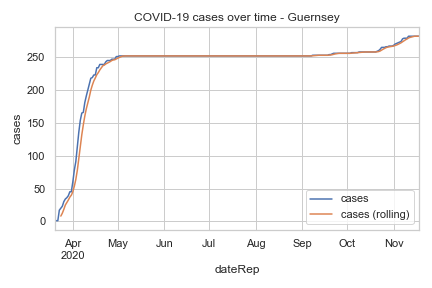 COVID-19 cases over time - Guernsey
cases
250
200
150
100
50
0
cases
cases (rolling)
Apr May Jun Jul Aug Sep Oct Nov
2020
dateRep